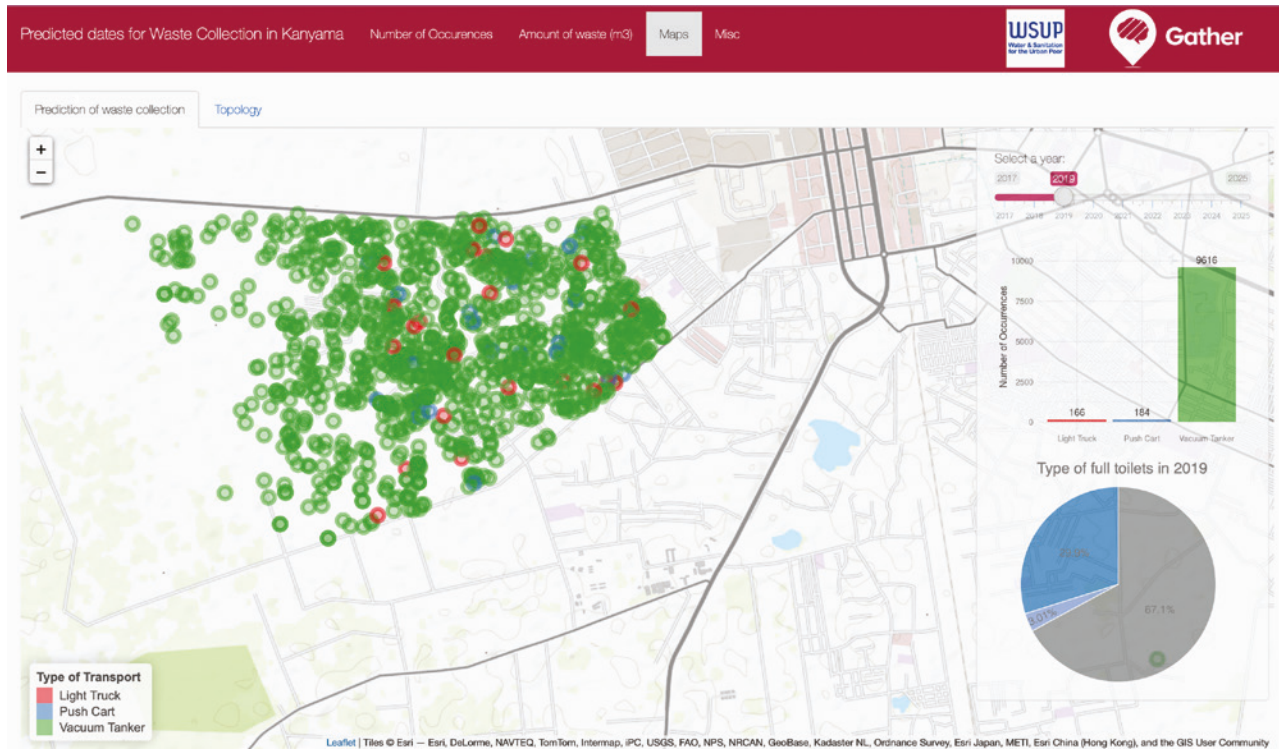 Predicted dates for Waste Collection in Kanyama
Number of Occurences
Amount of waste (m3)
Maps
Misc
WSUP
Water & Sanitation
for the Urban Poor
Gather
Prediction of waste collection
Topology
+
−
Select a year:
2017
2019
2025
2017 2018 2019 2020 2021 2022 2023 2024 2025
Number of Occurrences
10000
7500
5000
2500
0
166
184
9616
Light Truck
Push Cart
Vacuum Tanker
Type of full toilets in 2019
67.1%
Type of Transport
Light Truck
Push Cart
Vacuum Tanker
Leaflet | Tiles © Esri — Esri, DeLorme, NAVTEQ, TomTom, Intermap, iPC, USGS, FAO, NPS, NRCAN, GeoBase, Kadaster NL, Ordnance Survey, Esri Japan, METI, Esri China (Hong Kong), and the GIS User Community